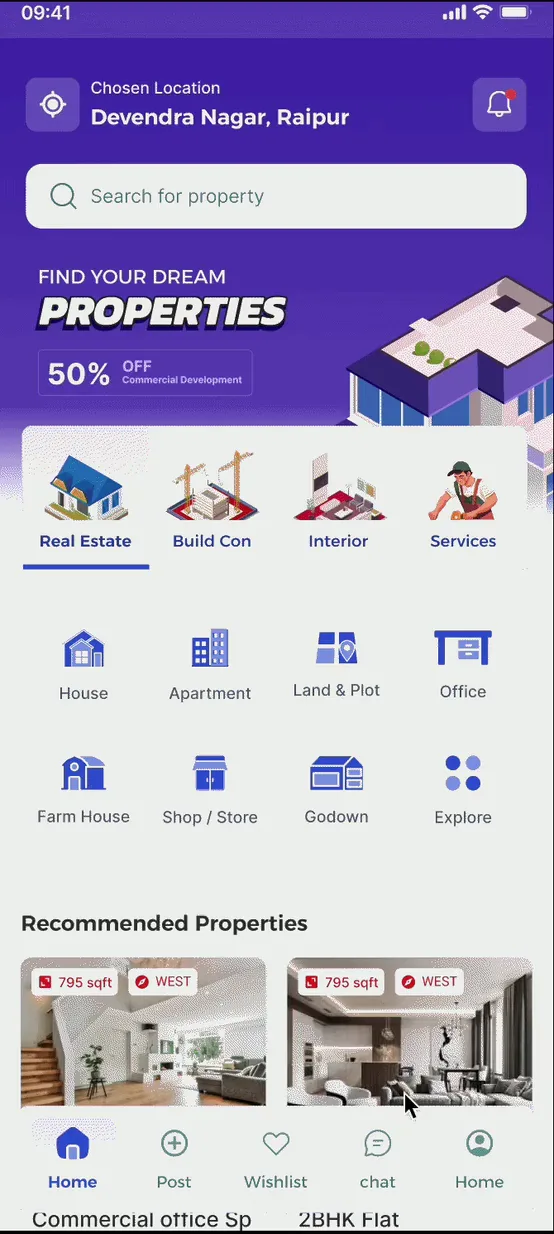 09:41
Chosen Location
Devendra Nagar, Raipur
Search for property
FIND YOUR DREAM
PROPERTIES
50% OFF
Commercial Development
Real Estate Build Con Interior Services
House Apartment Land & Plot Office
Farm House Shop / Store Godown Explore
Recommended Properties
795 sqft WEST 795 sqft WEST
Home Post Wishlist chat Home
Commercial office Sp 2BHK Flat